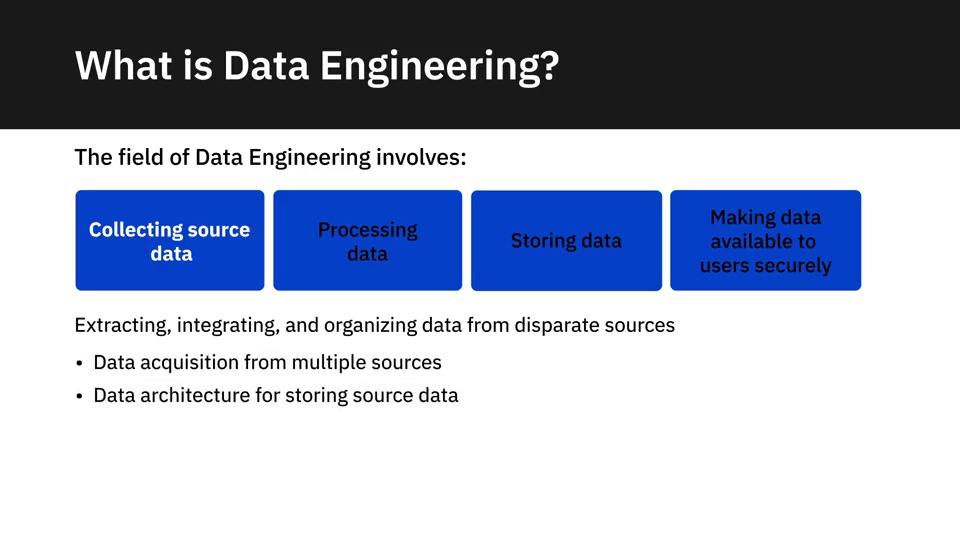 What is Data Engineering?
The field of Data Engineering involves:
Collecting source
data
Processing
data
Storing data
Making data
available to
users securely
Extracting, integrating, and organizing data from disparate sources
• Data acquisition from multiple sources
• Data architecture for storing source data